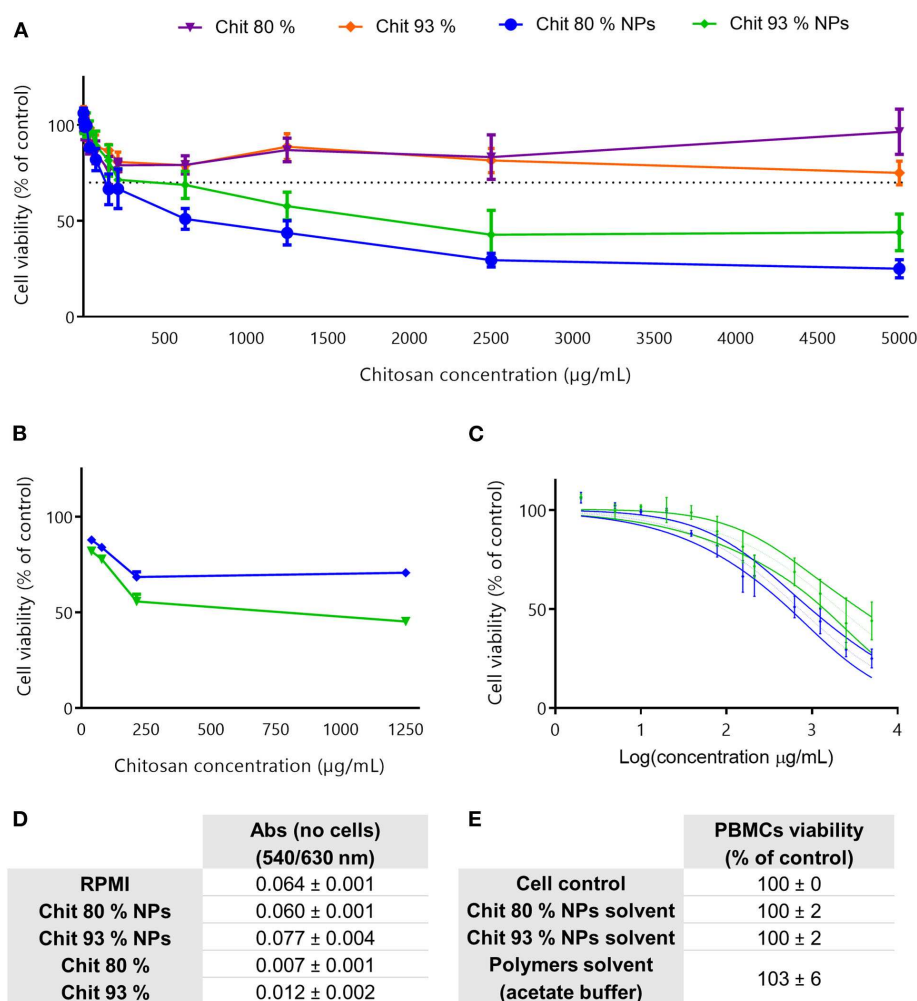 A
Chit 80 % Chit 93 % Chit 80 % NPs Chit 93 % NPs
Cell viability (% of control)
100
50
0
500 1000 1500 2000 2500 3000 3500 4000 4500 5000
Chitosan concentration (µg/mL)
B
Cell viability (% of control)
100
50
0
0 250 500 750 1000 1250
Chitosan concentration (µg/mL)
C
Cell viability (% of control)
100
50
0
0 1 2 3 4
Log(concentration µg/mL)
D
Abs (no cells)
(540/630 nm)
RPMI 0.064 ± 0.001
Chit 80 % NPs 0.060 ± 0.001
Chit 93 % NPs 0.077 ± 0.004
Chit 80 % 0.007 ± 0.001
Chit 93 % 0.012 ± 0.002
E
PBMCs viability
(% of control)
Cell control 100 ± 0
Chit 80 % NPs solvent 100 ± 2
Chit 93 % NPs solvent 100 ± 2
Polymers solvent
(acetate buffer) 103 ± 6